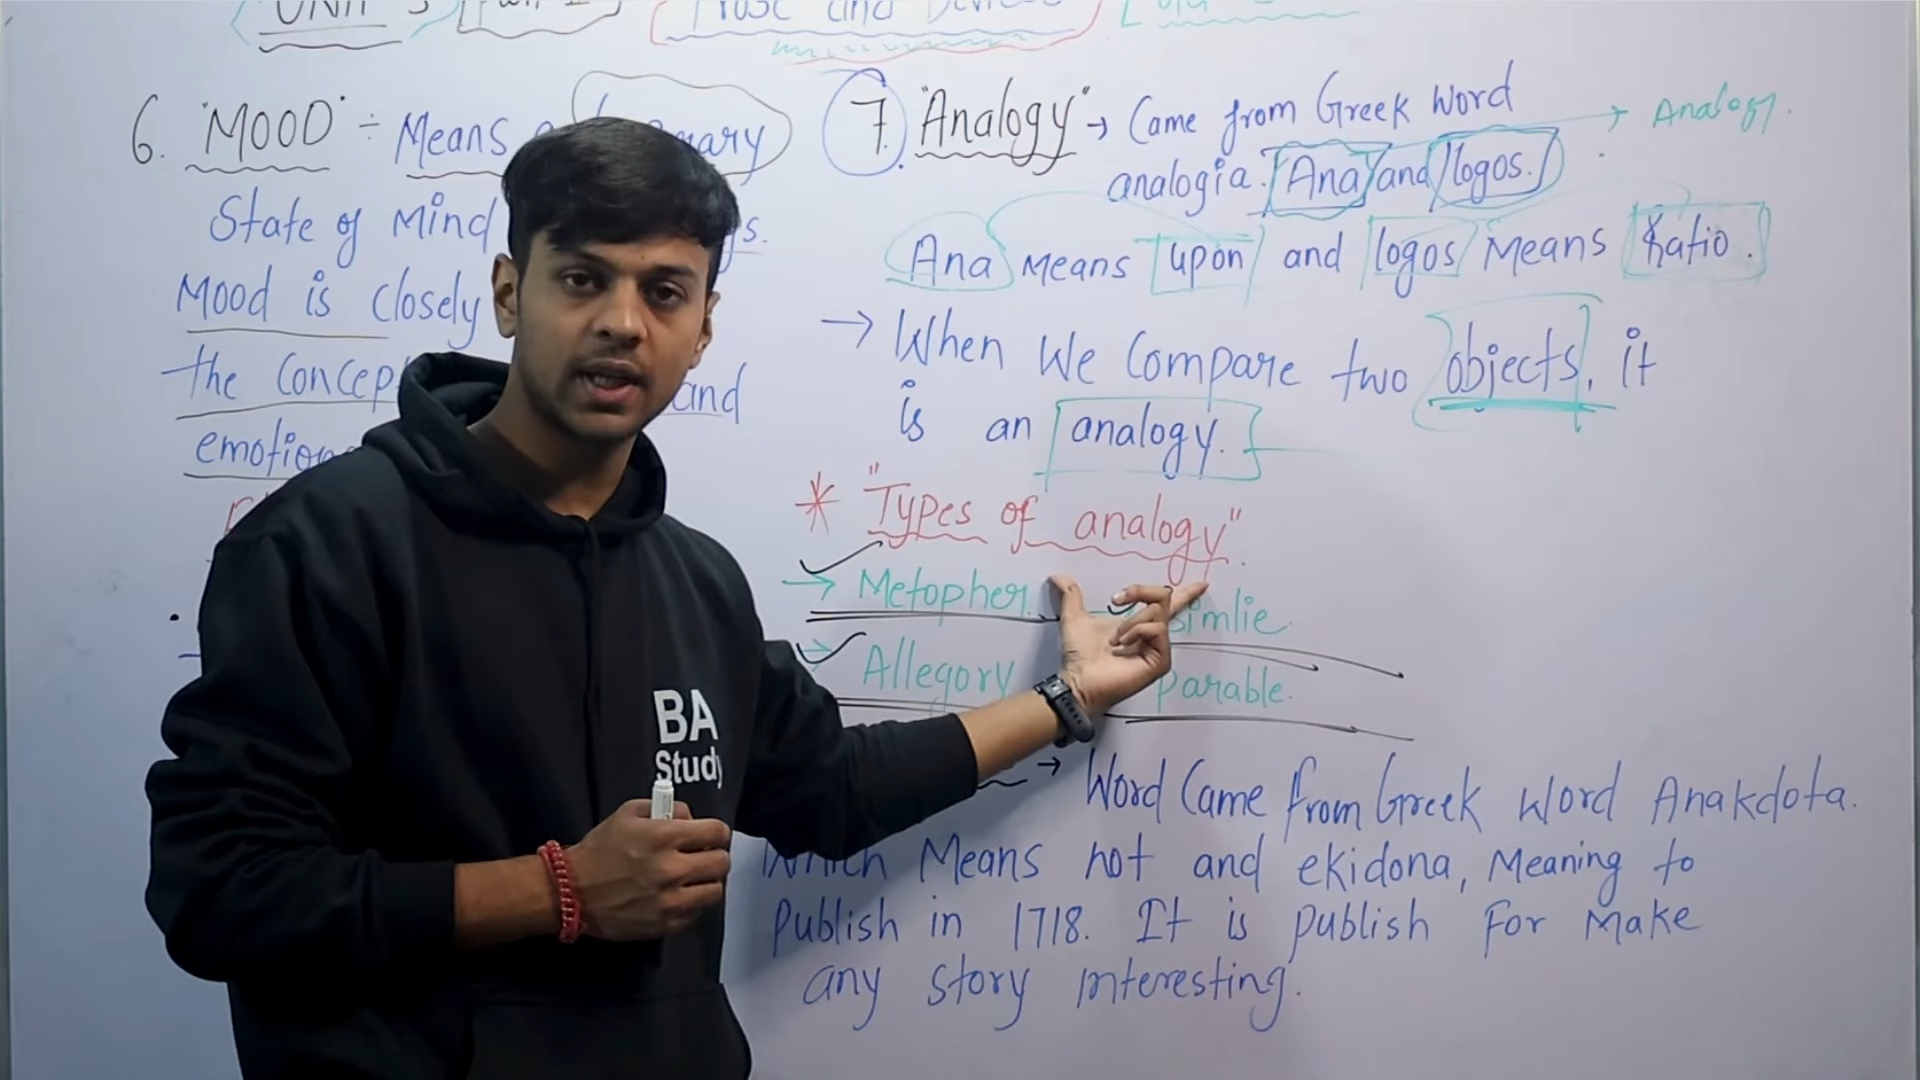 UNIT 3 Part 2 Prose and Devices
6. "MOOD" ÷ Means
State of Mind
Mood is closely
the concep and
emotion
7. "Analogy" → Came from Greek Word → Analogy.
analogia. Ana and logos.
Ana Means upon and logos Means Ratio.
→ When We Compare two objects, it
is an analogy.
* "Types of analogy".
→ Metopher. Simlie.
→ Allegory Parable.
→ Word Came from Greek Word Anakdota.
Which Means not and ekidona, Meaning to
Publish in 1718. It is Publish For Make
any story interesting.
BA
Study